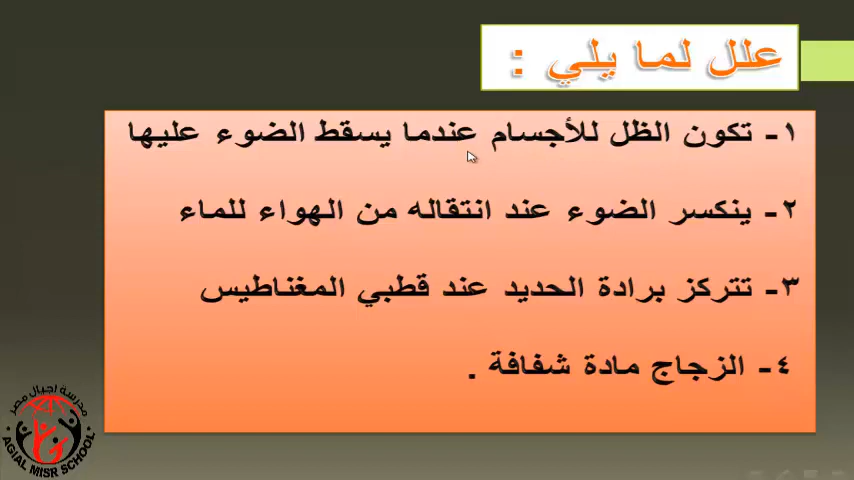 علل لما يلي :
١- تكون الظل للأجسام عندما يسقط الضوء عليها
٢- ينكسر الضوء عند انتقاله من الهواء للماء
٣- تتركز برادة الحديد عند قطبي المغناطيس
٤- الزجاج مادة شفافة .
مدرسة اجيال مصر
AGIAL MISR SCHOOL